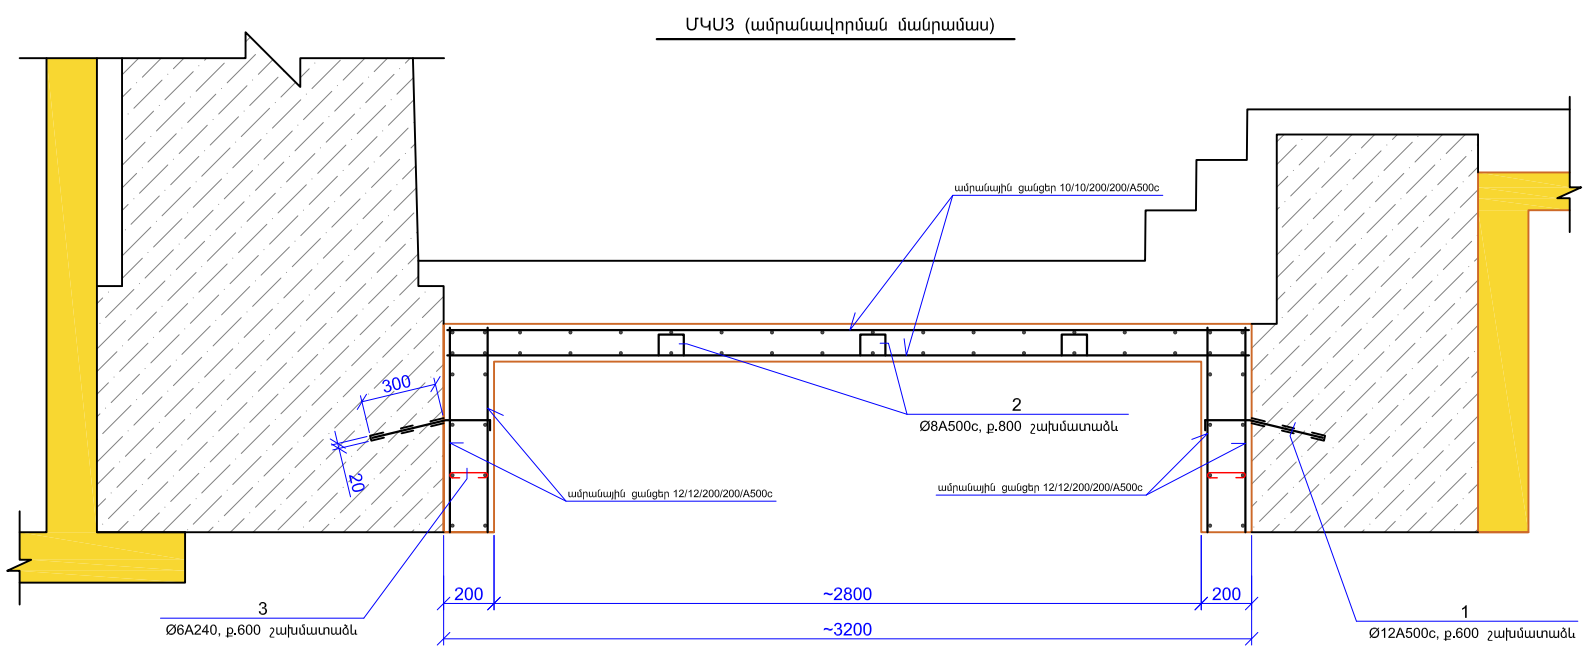 ՄԿՍ3 (ամրանավորման մանրամաս)
ամրանային ցանցեր 10/10/200/200/A500c
300
20
2
Ø8A500c, ք.800 շախմատաձև
ամրանային ցանցեր 12/12/200/200/A500c
ամրանային ցանցեր 12/12/200/200/A500c
200
~2800
200
3
Ø6A240, ք.600 շախմատաձև
1
Ø12A500c, ք.600 շախմատաձև
~3200